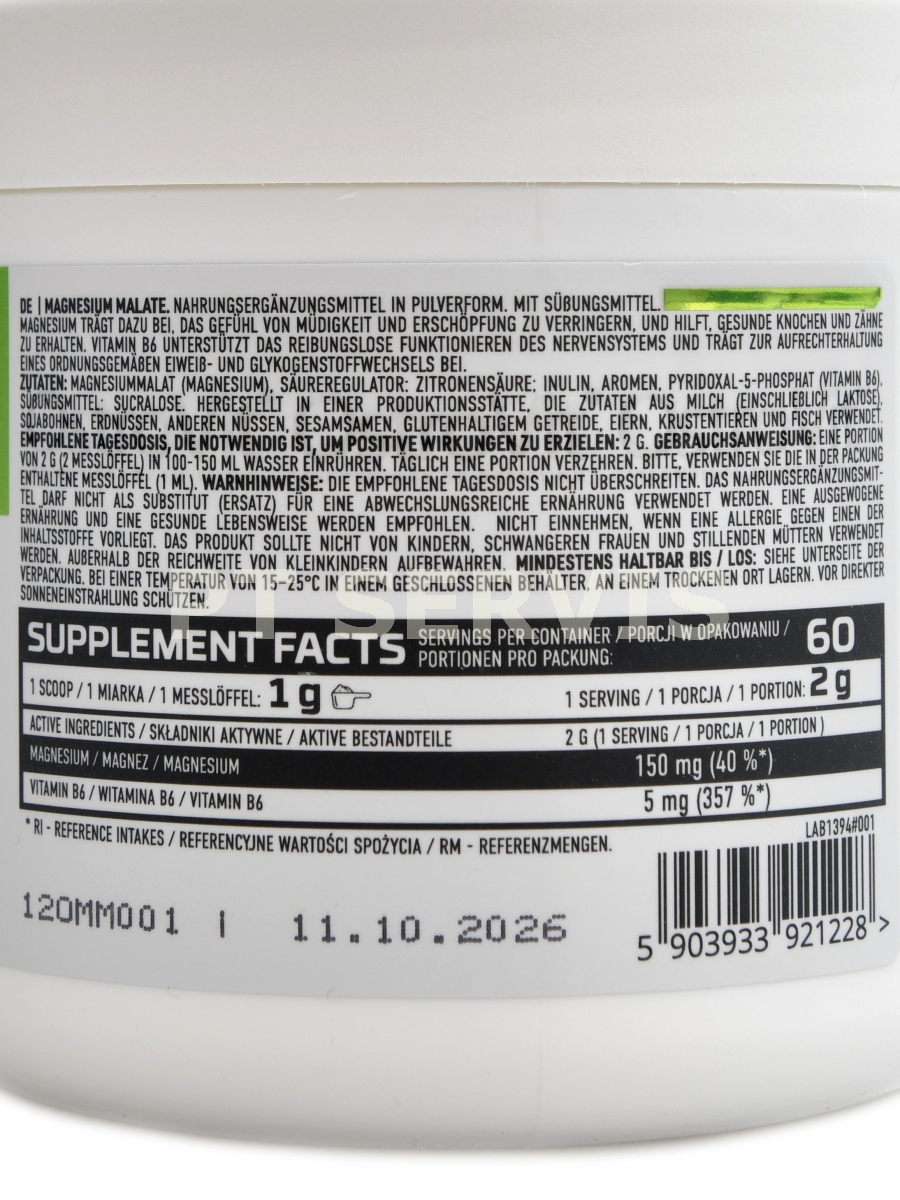 DE | MAGNESIUM MALATE. NAHRUNGSERGÄNZUNGSMITTEL IN PULVERFORM. MIT SÜßUNGSMITTEL.
MAGNESIUM TRÄGT DAZU BEI, DAS GEFÜHL VON MÜDIGKEIT UND ERSCHÖPFUNG ZU VERRINGERN, UND HILFT, GESUNDE KNOCHEN UND ZÄHNE
ZU ERHALTEN. VITAMIN B6 UNTERSTÜTZT DAS REIBUNGSLOSE FUNKTIONIEREN DES NERVENSYSTEMS UND TRÄGT ZUR AUFRECHTERHALTUNG
EINES ORDNUNGSGEMÄßEN EIWEIß- UND GLYKOGENSTOFFWECHSELS BEI.
ZUTATEN: MAGNESIUMMALAT (MAGNESIUM), SÄUREREGULATOR: ZITRONENSÄURE; INULIN, AROMEN, PYRIDOXAL-5-PHOSPHAT (VITAMIN B6),
SÜßUNGSMITTEL: SUCRALOSE. HERGESTELLT IN EINER PRODUKTIONSSTÄTTE, DIE ZUTATEN AUS MILCH (EINSCHLIEBLICH LAKTOSE),
SOJABOHNEN, ERDNÜSSEN, ANDEREN NÜSSEN, SESAMSAMEN, GLUTENHALTIGEM GETREIDE, EIERN, KRUSTENTIEREN UND FISCH VERWENDET.
EMPFOHLENE TAGESDOSIS, DIE NOTWENDIG IST, UM POSITIVE WIRKUNGEN ZU ERZIELEN: 2 G. GEBRAUCHSANWEISUNG: EINE PORTION
VON 2 G (2 MESSLÖFFEL) IN 100-150 ML WASSER EINRÜHREN. TÄGLICH EINE PORTION VERZEHREN. BITTE, VERWENDEN SIE DIE IN DER PACKUNG
ENTHALTENE MESSLÖFFEL (1 ML). WARNHINWEISE: DIE EMPFOHLENE TAGESDOSIS NICHT ÜBERSCHREITEN. DAS NAHRUNGSERGÄNZUNGSMIT-
TEL DARF NICHT ALS SUBSTITUT (ERSATZ) FÜR EINE ABWECHSLUNGSREICHE ERNÄHRUNG VERWENDET WERDEN. EINE AUSGEWOGENE
ERNÄHRUNG UND EINE GESUNDE LEBENSWEISE WERDEN EMPFOHLEN. NICHT EINNEHMEN, WENN EINE ALLERGIE GEGEN EINEN DER
INHALTSSTOFFE VORLIEGT. DAS PRODUKT SOLLTE NICHT VON KINDERN, SCHWANGEREN FRAUEN UND STILLENDEN MÜTTERN VERWENDET
WERDEN. AUßERHALB DER REICHWEITE VON KLEINKINDERN AUFBEWAHREN. MINDESTENS HALTBAR BIS / LOS: SIEHE UNTERSEITE DER
VERPACKUNG. BEI EINER TEMPERATUR VON 15-25°C IN EINEM GESCHLOSSENEN BEHÄLTER, AN EINEM TROCKENEN ORT LAGERN. VOR DIREKTER
SONNENEINSTRAHLUNG SCHÜTZEN.
PT SERVIS
SUPPLEMENT FACTS SERVINGS PER CONTAINER / PORCJI W OPAKOWANIU /
PORTIONEN PRO PACKUNG: 60
1 SCOOP / 1 MIARKA / 1 MESSLÖFFEL: 1 g 1 SERVING / 1 PORCJA / 1 PORTION: 2 g
ACTIVE INGREDIENTS / SKŁADNIKI AKTYWNE / AKTIVE BESTANDTEILE 2 G (1 SERVING / 1 PORCJA / 1 PORTION )
MAGNESIUM / MAGNEZ / MAGNESIUM 150 mg (40 %*)
VITAMIN B6 / WITAMINA B6 / VITAMIN B6 5 mg (357 %*)
* RI - REFERENCE INTAKES / REFERENCYJNE WARTOŚCI SPOŻYCIA / RM - REFERENZMENGEN.
LAB1394#001
120MM001 | 11.10.2026
5 903933 921228 >